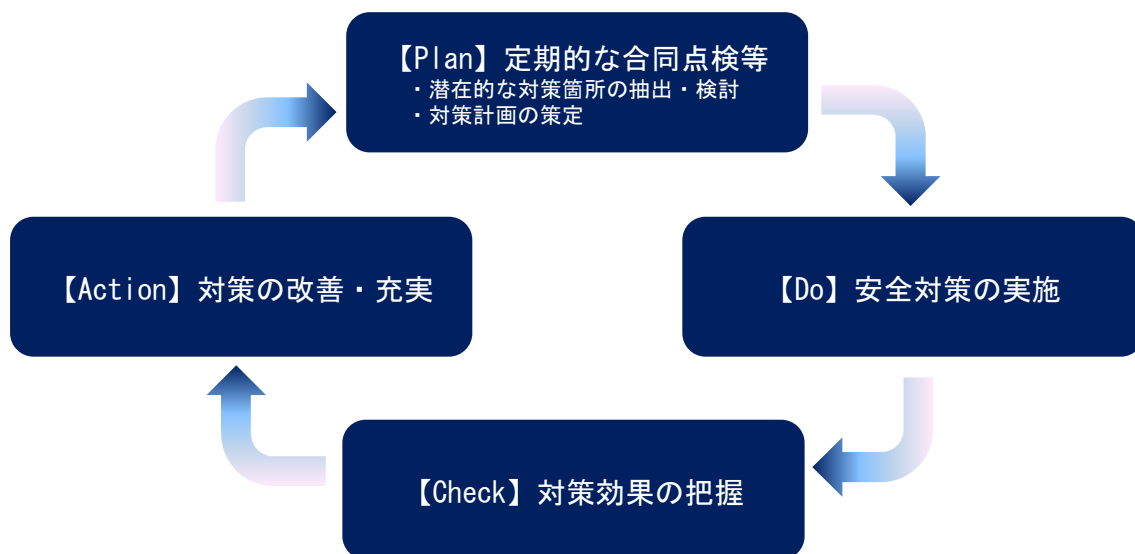 【Plan】定期的な合同点検等
・潜在的な対策箇所の抽出・検討
・対策計画の策定
【Action】対策の改善・充実
【Do】安全対策の実施
【Check】対策効果の把握